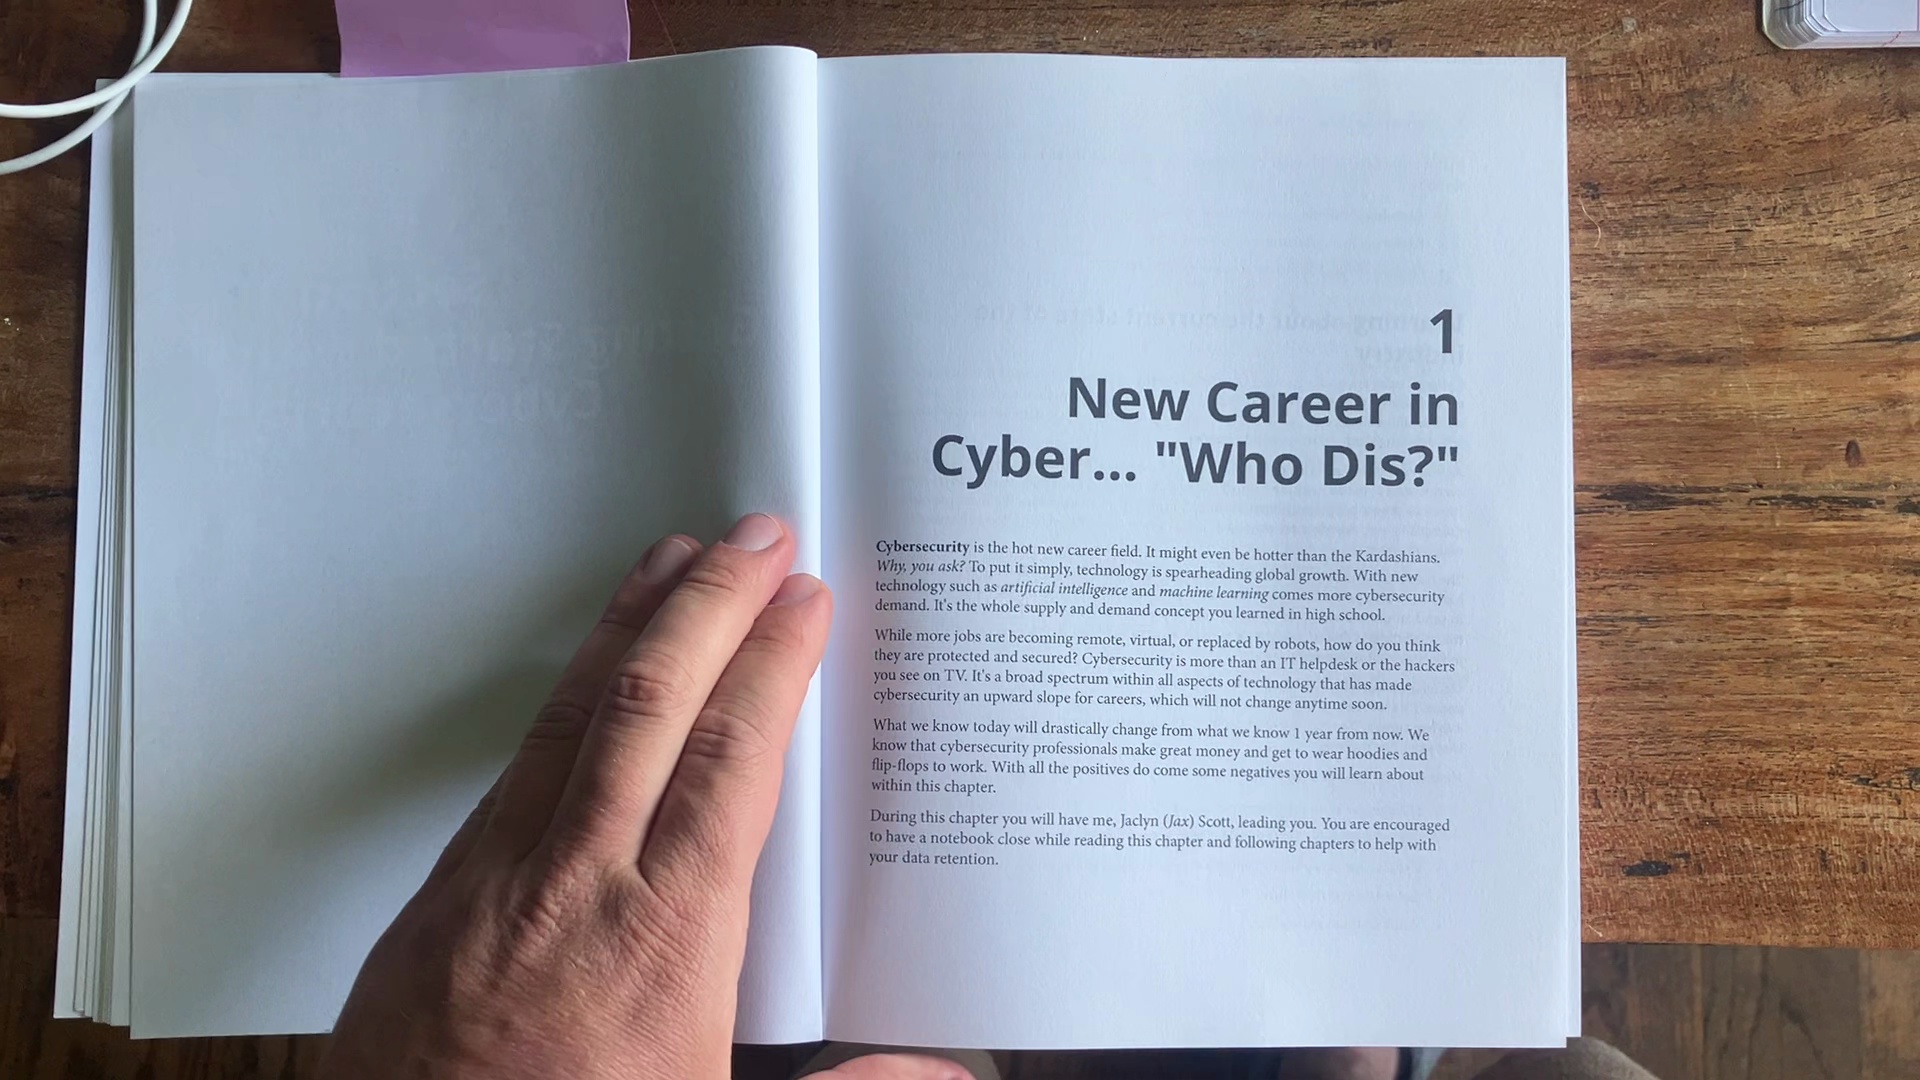 1
New Career in
Cyber... "Who Dis?"
Cybersecurity is the hot new career field. It might even be hotter than the Kardashians.
Why, you ask? To put it simply, technology is spearheading global growth. With new
technology such as artificial intelligence and machine learning comes more cybersecurity
demand. It's the whole supply and demand concept you learned in high school.
While more jobs are becoming remote, virtual, or replaced by robots, how do you think
they are protected and secured? Cybersecurity is more than an IT helpdesk or the hackers
you see on TV. It's a broad spectrum within all aspects of technology that has made
cybersecurity an upward slope for careers, which will not change anytime soon.
What we know today will drastically change from what we know 1 year from now. We
know that cybersecurity professionals make great money and get to wear hoodies and
flip-flops to work. With all the positives do come some negatives you will learn about
within this chapter.
During this chapter you will have me, Jaclyn (Jax) Scott, leading you. You are encouraged
to have a notebook close while reading this chapter and following chapters to help with
your data retention.